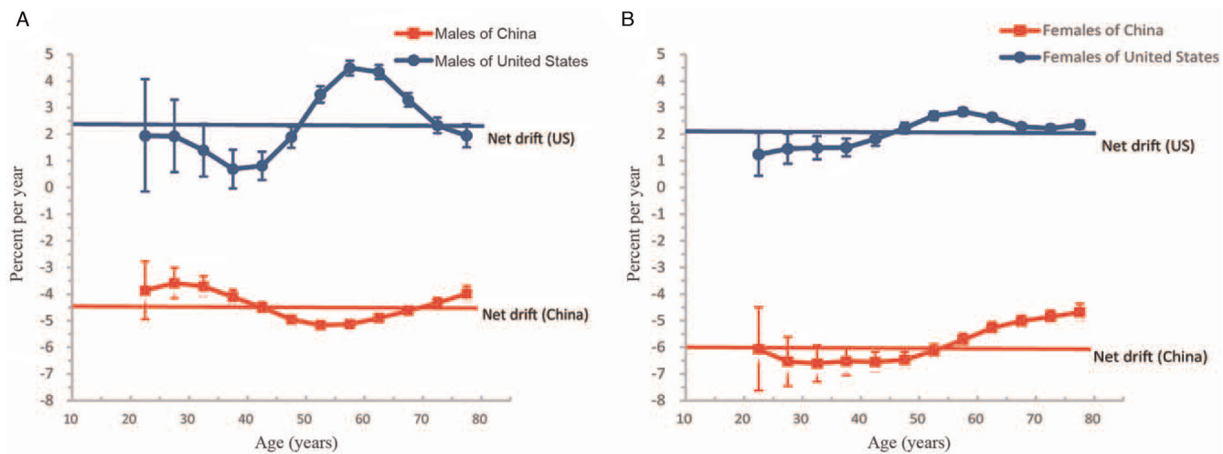 A
Males of China
Males of United States
5
4
3
2
1
0
-1
-2
-3
-4
-5
-6
-7
-8
Percent per year
Net drift (US)
Net drift (China)
10 20 30 40 50 60 70 80
Age (years)
B
Females of China
Females of United States
5
4
3
2
1
0
-1
-2
-3
-4
-5
-6
-7
-8
Percent per year
Net drift (US)
Net drift (China)
10 20 30 40 50 60 70 80
Age (years)